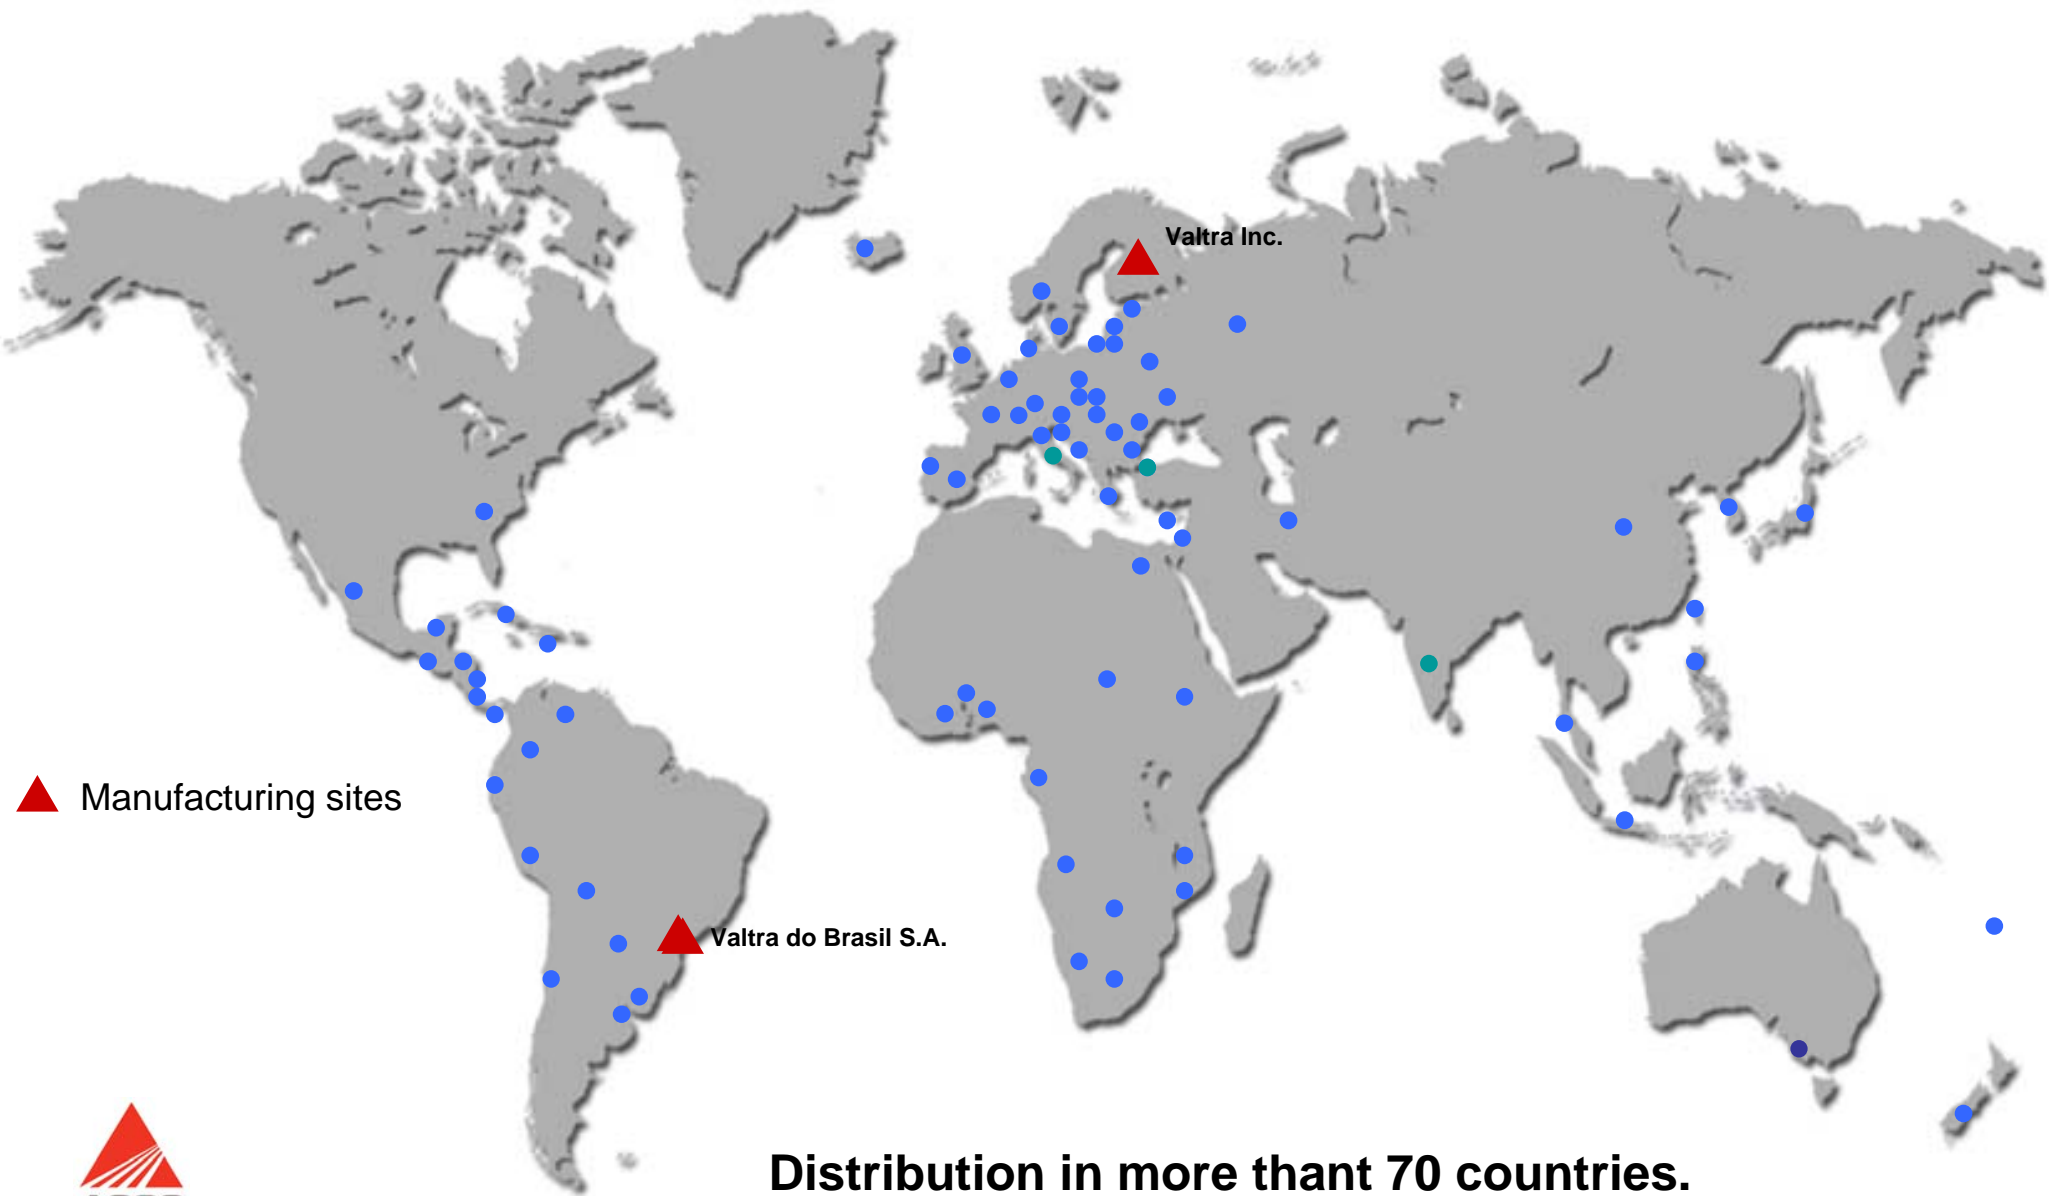 Valtra Inc.
Manufacturing sites
Valtra do Brasil S.A.
Distribution in more thant 70 countries.